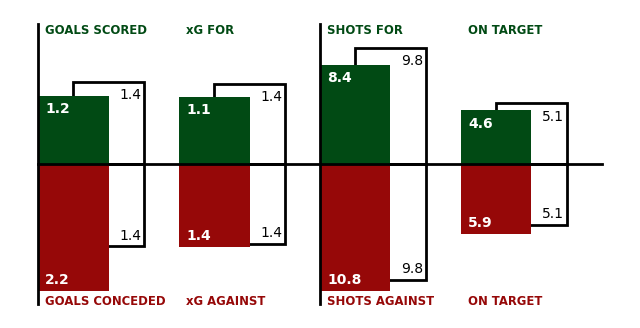 GOALS SCORED xG FOR SHOTS FOR ON TARGET
1.2 1.4 1.1 1.4 8.4 9.8 4.6 5.1
2.2 1.4 1.4 1.4 10.8 9.8 5.9 5.1
GOALS CONCEDED xG AGAINST SHOTS AGAINST ON TARGET